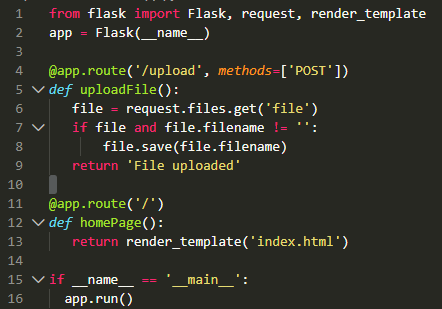 1 from flask import Flask, request, render_template
2 app = Flask(__name__)
3
4 @app.route('/upload', methods=['POST'])
5 def uploadFile():
6     file = request.files.get('file')
7     if file and file.filename != '':
8         file.save(file.filename)
9     return 'File uploaded'
10
11 @app.route('/')
12 def homePage():
13     return render_template('index.html')
14
15 if __name__ == '__main__':
16   app.run()